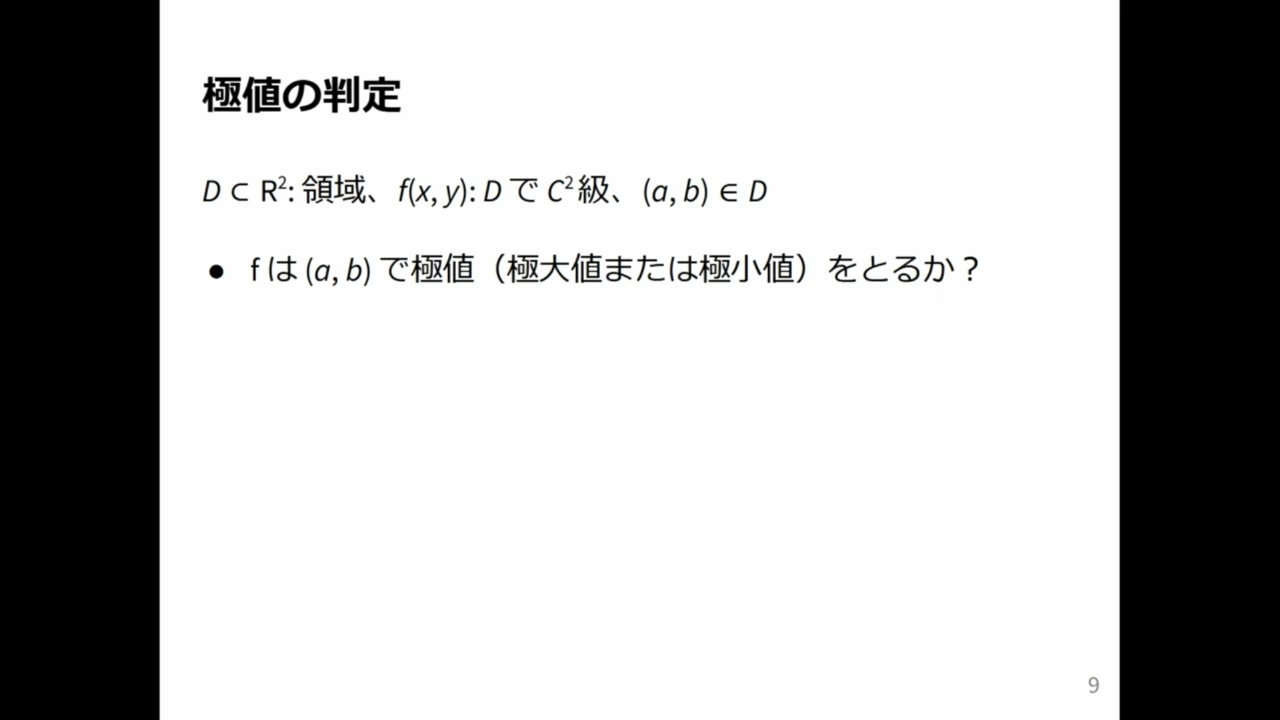 極値の判定
D ⊂ R²: 領域、f(x, y): D で C² 級、(a, b) ∈ D
● f は (a, b) で極値（極大値または極小値）をとるか？
9